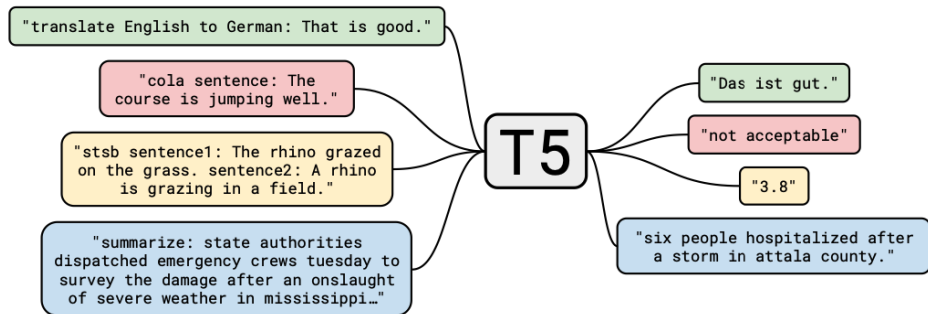 "translate English to German: That is good."
"cola sentence: The
course is jumping well."
"stsb sentence1: The rhino grazed
on the grass. sentence2: A rhino
is grazing in a field."
"summarize: state authorities
dispatched emergency crews tuesday to
survey the damage after an onslaught
of severe weather in mississippi…"
T5
"Das ist gut."
"not acceptable"
"3.8"
"six people hospitalized after
a storm in attala county."